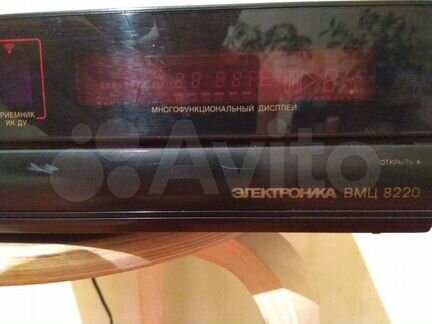 88:88
МНОГОФУНКЦИОНАЛЬНЫЙ ДИСПЛЕЙ
ПРИЕМНИК
ИК ДУ
Avito
ОТКРЫТЬ ▸
ЭЛЕКТРОНИКА ВМЦ 8220